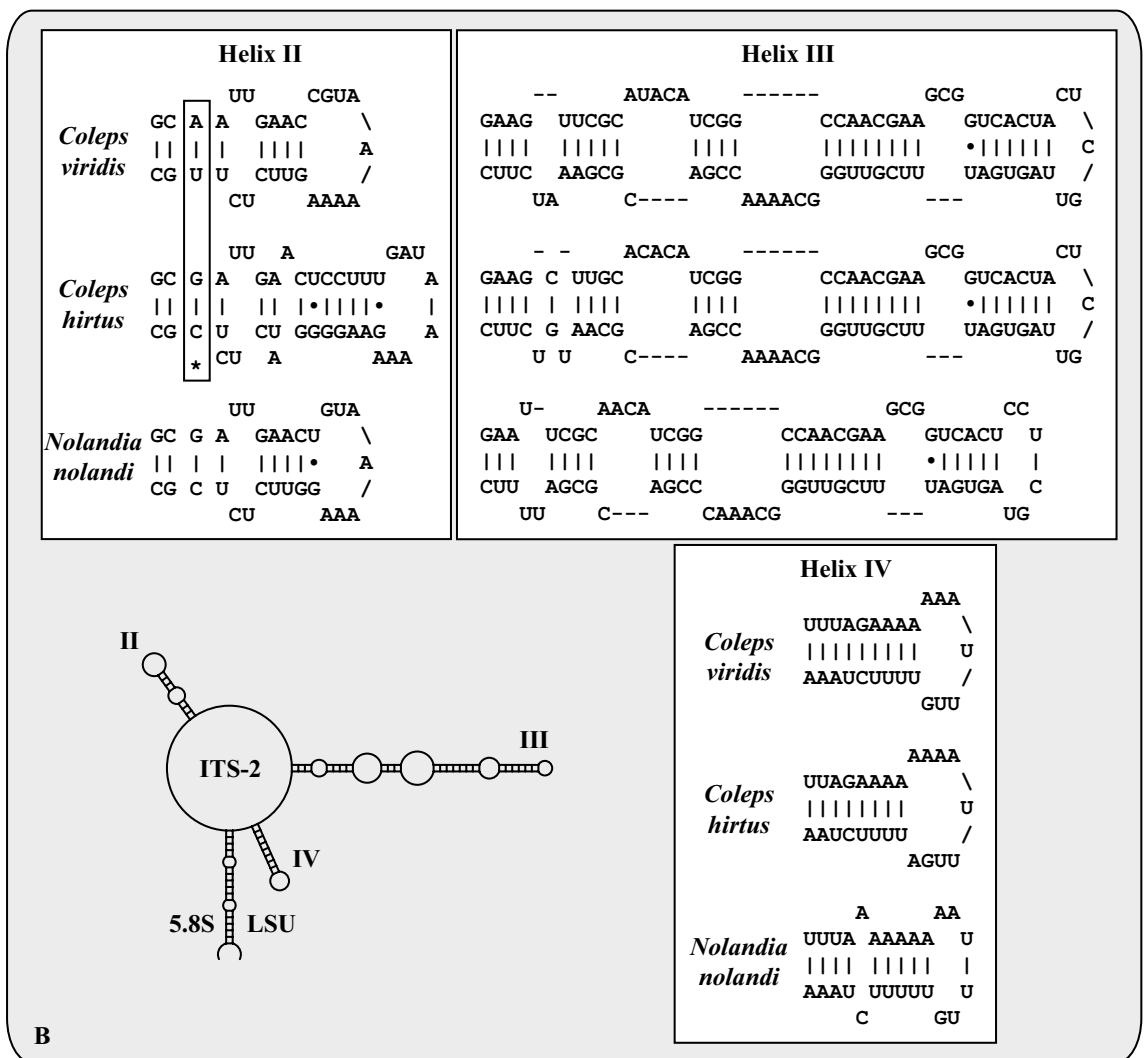 Helix II
UU CGUA
GC A A GAAC \
Coleps viridis || | | |||| A
CG U U CUUG /
CU AAAA
UU A GAU
GC G A GA CUCCUUU A
Coleps hirtus || | | || |•||||• |
CG C U CU GGGGAAG A
* CU A AAA
UU GUA
GC G A GAACU \
Nolandia nolandi || | | ||||• A
CG C U CUUGG /
CU AAA
Helix III
-- AUACA ------ GCG CU
GAAG UUCGC UCGG CCAACGAA GUCACUA \
|||| ||||| |||| |||||||| •|||||| C
CUUC AAGCG AGCC GGUUGCUU UAGUGAU /
UA C---- AAAACG --- UG
- - ACACA ------ GCG CU
GAAG C UUGC UCGG CCAACGAA GUCACUA \
|||| | |||| |||| |||||||| •|||||| C
CUUC G AACG AGCC GGUUGCUU UAGUGAU /
U U C---- AAAACG --- UG
U- AACA ------ GCG CC
GAA UCGC UCGG CCAACGAA GUCACU U
||| |||| |||| |||||||| •||||| |
CUU AGCG AGCC GGUUGCUU UAGUGA C
UU C--- CAAACG --- UG
Helix IV
AAA
UUUAGAAAA \
Coleps viridis ||||||||| U
AAAUCUUUU /
GUU
AAAA
UUAGAAAA \
Coleps hirtus |||||||| U
AAUCUUUU /
AGUU
A AA
UUUA AAAAA U
Nolandia nolandi |||| ||||| |
AAAU UUUUU U
C GU
II
III
ITS-2
IV
5.8S LSU
B